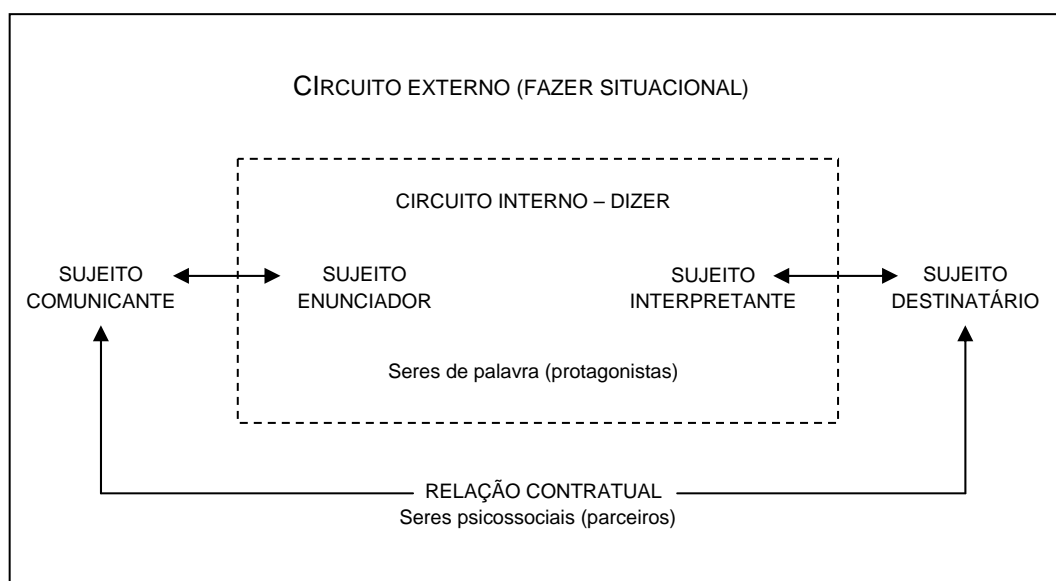 CIRCUITO EXTERNO (FAZER SITUACIONAL)
CIRCUITO INTERNO – DIZER
SUJEITO COMUNICANTE
SUJEITO ENUNCIADOR
SUJEITO INTERPRETANTE
SUJEITO DESTINATÁRIO
Seres de palavra (protagonistas)
RELAÇÃO CONTRATUAL
Seres psicossociais (parceiros)